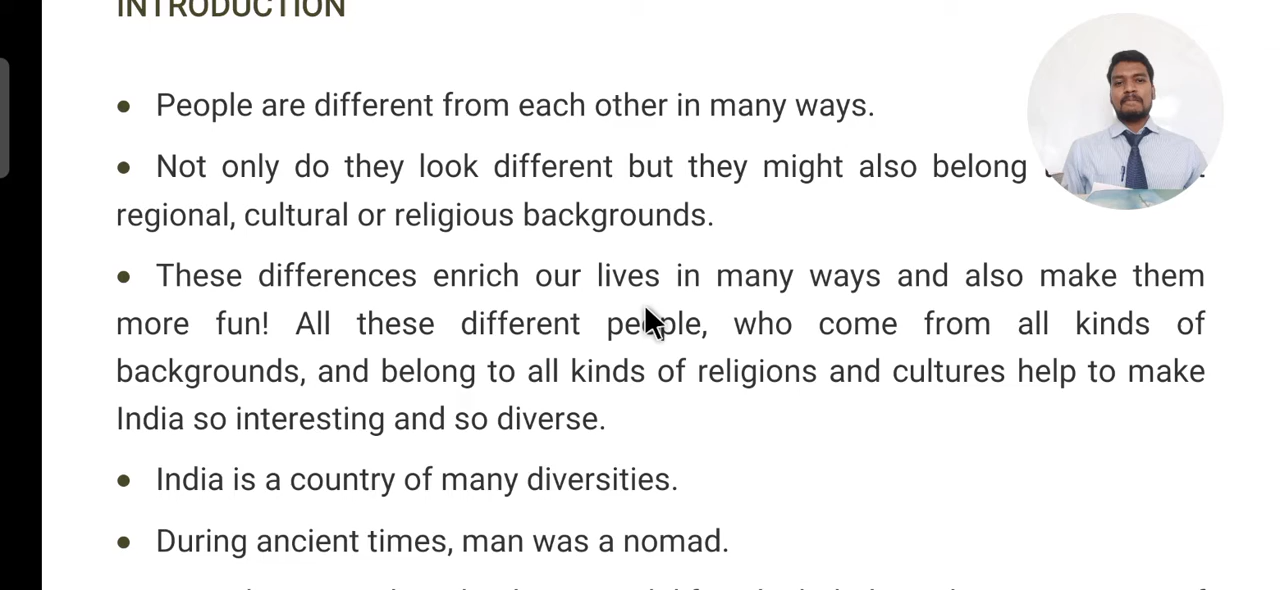 INTRODUCTION
• People are different from each other in many ways.
• Not only do they look different but they might also belong
regional, cultural or religious backgrounds.
• These differences enrich our lives in many ways and also make them
more fun! All these different people, who come from all kinds of
backgrounds, and belong to all kinds of religions and cultures help to make
India so interesting and so diverse.
• India is a country of many diversities.
• During ancient times, man was a nomad.